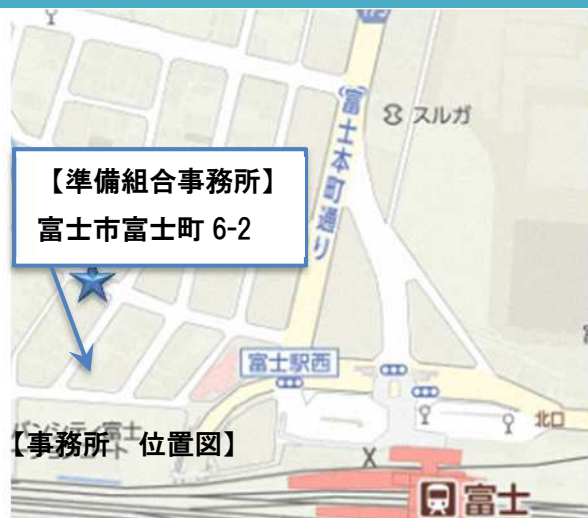 175
スルガ
富士本町通り
【準備組合事務所】
富士市富士町 6-2
富士駅西
北口
【事務所 位置図】
富士